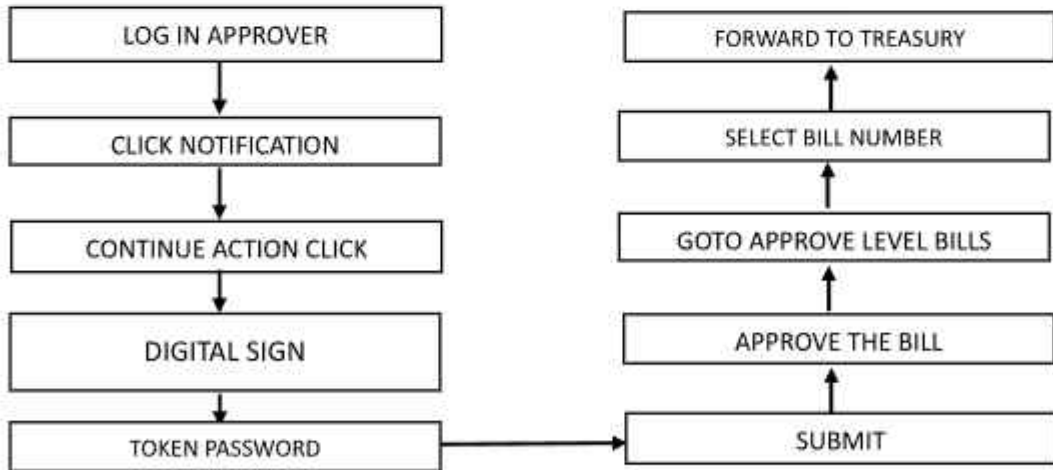 LOG IN APPROVER
CLICK NOTIFICATION
CONTINUE ACTION CLICK
DIGITAL SIGN
TOKEN PASSWORD
SUBMIT
APPROVE THE BILL
GOTO APPROVE LEVEL BILLS
SELECT BILL NUMBER
FORWARD TO TREASURY